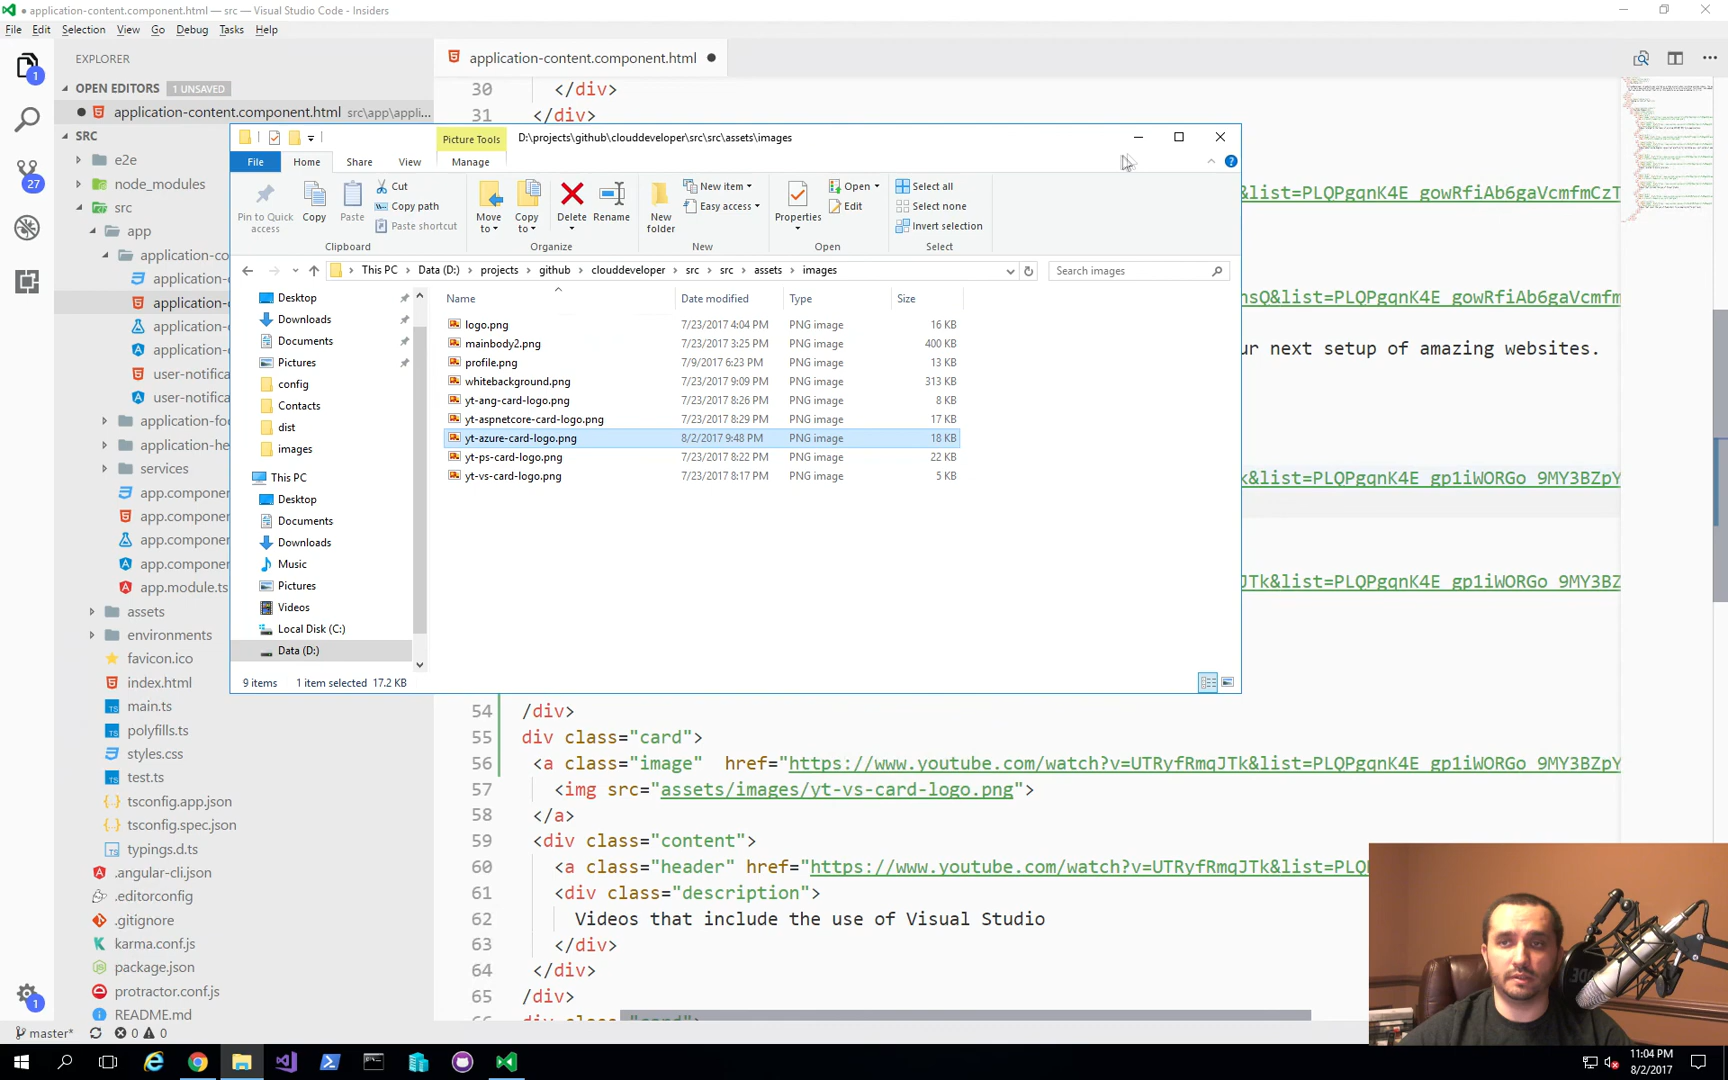 application-content.component.html — src — Visual Studio Code - Insiders
File Edit Selection View Go Debug Tasks Help
EXPLORER
OPEN EDITORS 1 UNSAVED
application-content.component.html src\app\appli...
SRC
e2e
node_modules
src
app
application-co
application-c
application-c
application-c
application-c
user-notifica
user-notifica
application-fo
application-he
services
app.componen
app.componen
app.componen
app.componen
app.module.ts
assets
environments
favicon.ico
index.html
main.ts
polyfills.ts
styles.css
test.ts
tsconfig.app.json
tsconfig.spec.json
typings.d.ts
.angular-cli.json
.editorconfig
.gitignore
karma.conf.js
package.json
protractor.conf.js
README.md
1
27
1
application-content.component.html
30 </div>
31 </div>
&list=PLQPgqnK4E_gowRfiAb6gaVcmfmCzT
nsQ&list=PLQPgqnK4E_gowRfiAb6gaVcmfm
ur next setup of amazing websites.
k&list=PLQPgqnK4E_gp1iWORGo_9MY3BZpY
JTk&list=PLQPgqnK4E_gp1iWORGo_9MY3BZ
Picture Tools D:\projects\github\clouddeveloper\src\src\assets\images
File Home Share View Manage
Pin to Quick access
Copy
Paste
Cut
Copy path
Paste shortcut
Clipboard
Move to
Copy to
Delete
Rename
Organize
New folder
New item
Easy access
New
Properties
Open
Edit
Open
Select all
Select none
Invert selection
Select
This PC Data (D:) projects github clouddeveloper src src assets images
Search images
Desktop
Downloads
Documents
Pictures
config
Contacts
dist
images
This PC
Desktop
Documents
Downloads
Music
Pictures
Videos
Local Disk (C:)
Data (D:)
Name Date modified Type Size
logo.png 7/23/2017 4:04 PM PNG image 16 KB
mainbody2.png 7/23/2017 3:25 PM PNG image 400 KB
profile.png 7/9/2017 6:23 PM PNG image 13 KB
whitebackground.png 7/23/2017 9:09 PM PNG image 313 KB
yt-ang-card-logo.png 7/23/2017 8:26 PM PNG image 8 KB
yt-aspnetcore-card-logo.png 7/23/2017 8:29 PM PNG image 17 KB
yt-azure-card-logo.png 8/2/2017 9:48 PM PNG image 18 KB
yt-ps-card-logo.png 7/23/2017 8:22 PM PNG image 22 KB
yt-vs-card-logo.png 7/23/2017 8:17 PM PNG image 5 KB
9 items 1 item selected 17.2 KB
54 /div>
55 div class="card">
56 <a class="image" href="https://www.youtube.com/watch?v=UTRyfRmqJTk&list=PLQPgqnK4E_gp1iWORGo_9MY3BZpY
57 <img src="assets/images/yt-vs-card-logo.png">
58 </a>
59 <div class="content">
60 <a class="header" href="https://www.youtube.com/watch?v=UTRyfRmqJTk&list=PLQ
61 <div class="description">
62 Videos that include the use of Visual Studio
63 </div>
64 </div>
65 /div>
master* 0 0
11:04 PM
8/2/2017